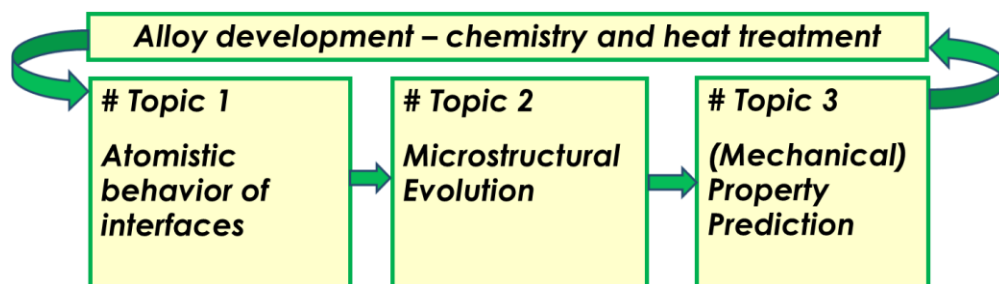 Alloy development – chemistry and heat treatment
# Topic 1
Atomistic
behavior of
interfaces
# Topic 2
Microstructural
Evolution
# Topic 3
(Mechanical)
Property
Prediction